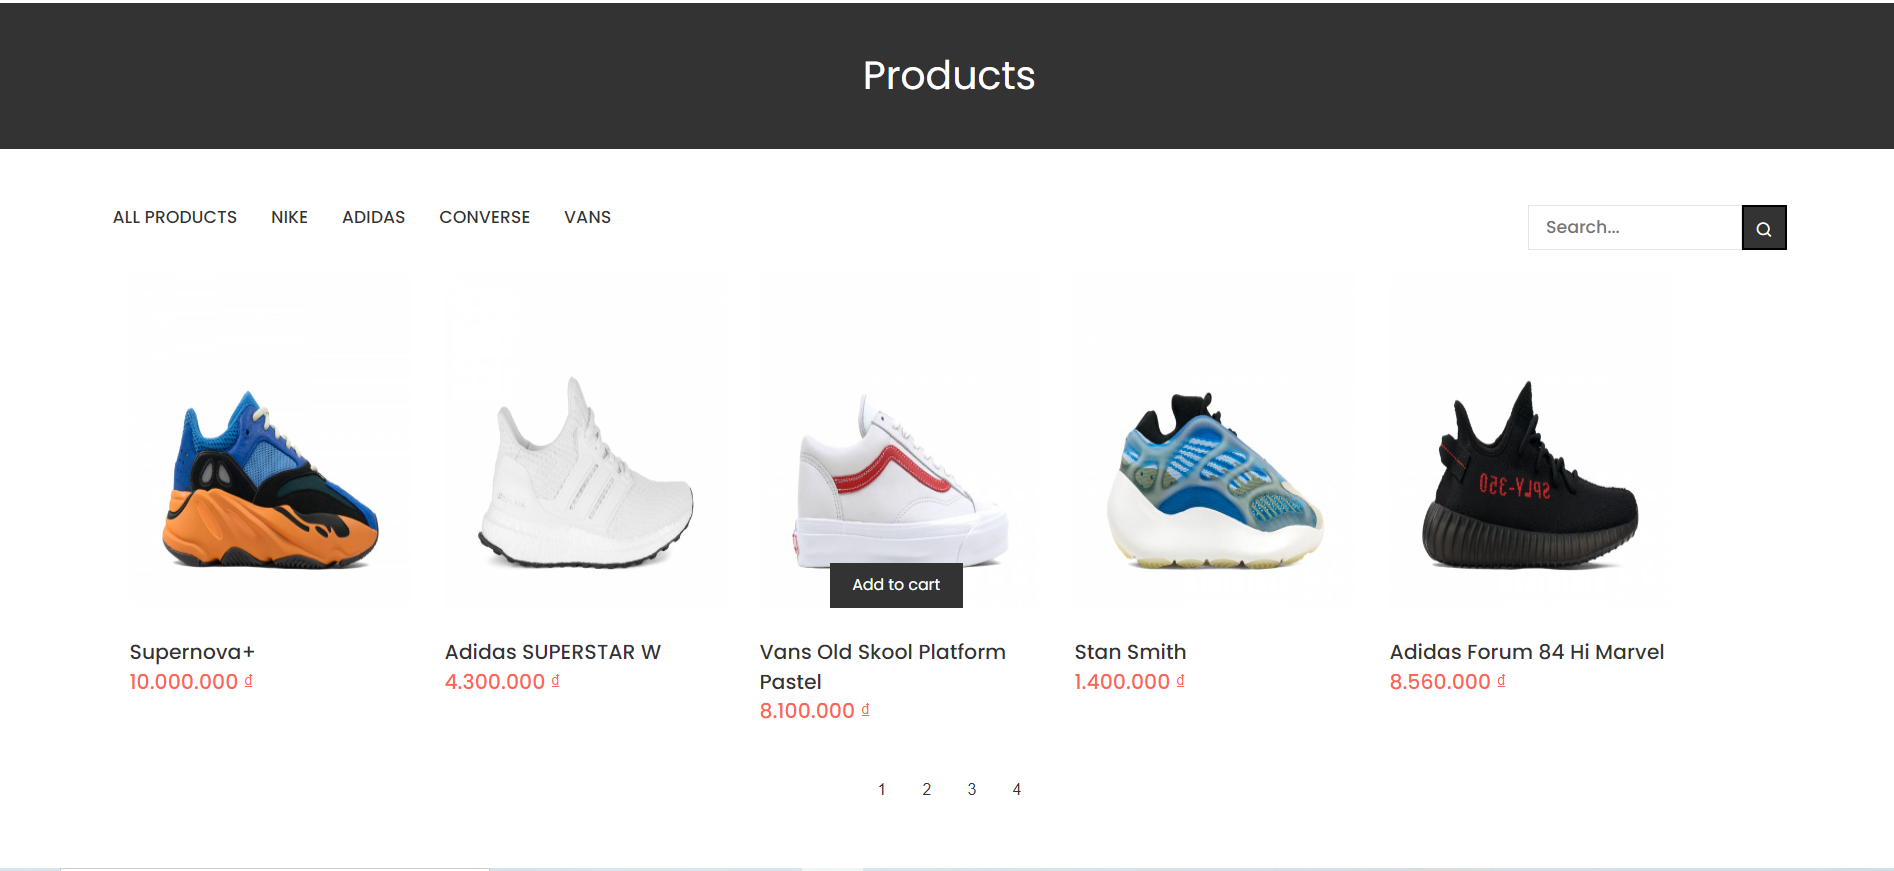 Products
ALL PRODUCTS NIKE ADIDAS CONVERSE VANS
Search...
SPLY-350
Add to cart
Supernova+
10.000.000 ₫
Adidas SUPERSTAR W
4.300.000 ₫
Vans Old Skool Platform
Pastel
8.100.000 ₫
Stan Smith
1.400.000 ₫
Adidas Forum 84 Hi Marvel
8.560.000 ₫
1 2 3 4